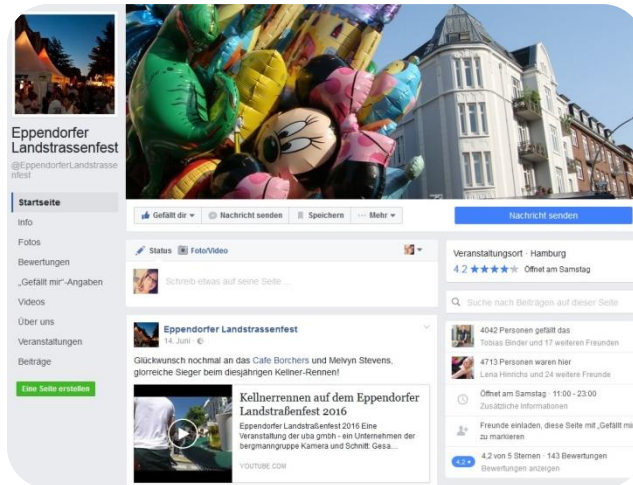 Eppendorfer
Landstrassenfest
@EppendorferLandstrasse
nfest
Startseite
Info
Fotos
Bewertungen
„Gefällt mir"-Angaben
Videos
Über uns
Veranstaltungen
Beiträge
Eine Seite erstellen
Gefällt dir
Nachricht senden
Speichern
Mehr
Nachricht senden
Status
Foto/Video
Schreib etwas auf seine Seite ...
Eppendorfer Landstrassenfest
14. Juni ·
Glückwunsch nochmal an das Cafe Borchers und Melvyn Stevens,
glorreiche Sieger beim diesjährigen Kellner-Rennen!
Kellnerrennen auf dem Eppendorfer
Landstraßenfest 2016
Eppendorfer Landstraßenfest 2016 Eine
Veranstaltung der uba gmbh - ein Unternehmen der
bergmanngruppe Kamera und Schnitt: Gesa...
YOUTUBE.COM
Veranstaltungsort · Hamburg
4.2 ★★★★★ Öffnet am Samstag
Suche nach Beiträgen auf dieser Seite
4042 Personen gefällt das
Tobias Binder und 17 weiteren Freunden
4713 Personen waren hier
Lena Hinrichs und 24 weitere Freunde
Öffnet am Samstag · 11:00 - 23:00
Zusätzliche Informationen
Freunde einladen, diese Seite mit „Gefällt mir
zu markieren
4.2 ★
4,2 von 5 Sternen · 143 Bewertungen
Bewertungen anzeigen